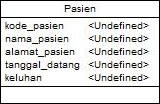 Pasien
kode_pasien <Undefined>
nama_pasien <Undefined>
alamat_pasien <Undefined>
tanggal_datang <Undefined>
keluhan <Undefined>